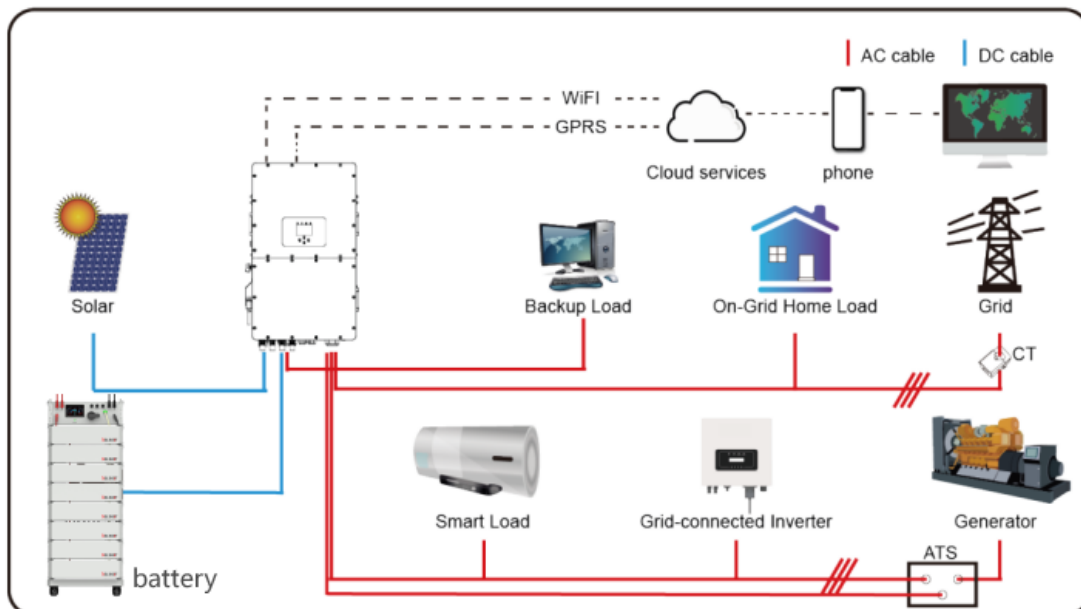 AC cable
DC cable
WiFI
GPRS
Cloud services
phone
Solar
Backup Load
On-Grid Home Load
Grid
CT
Smart Load
Grid-connected Inverter
Generator
ATS
battery